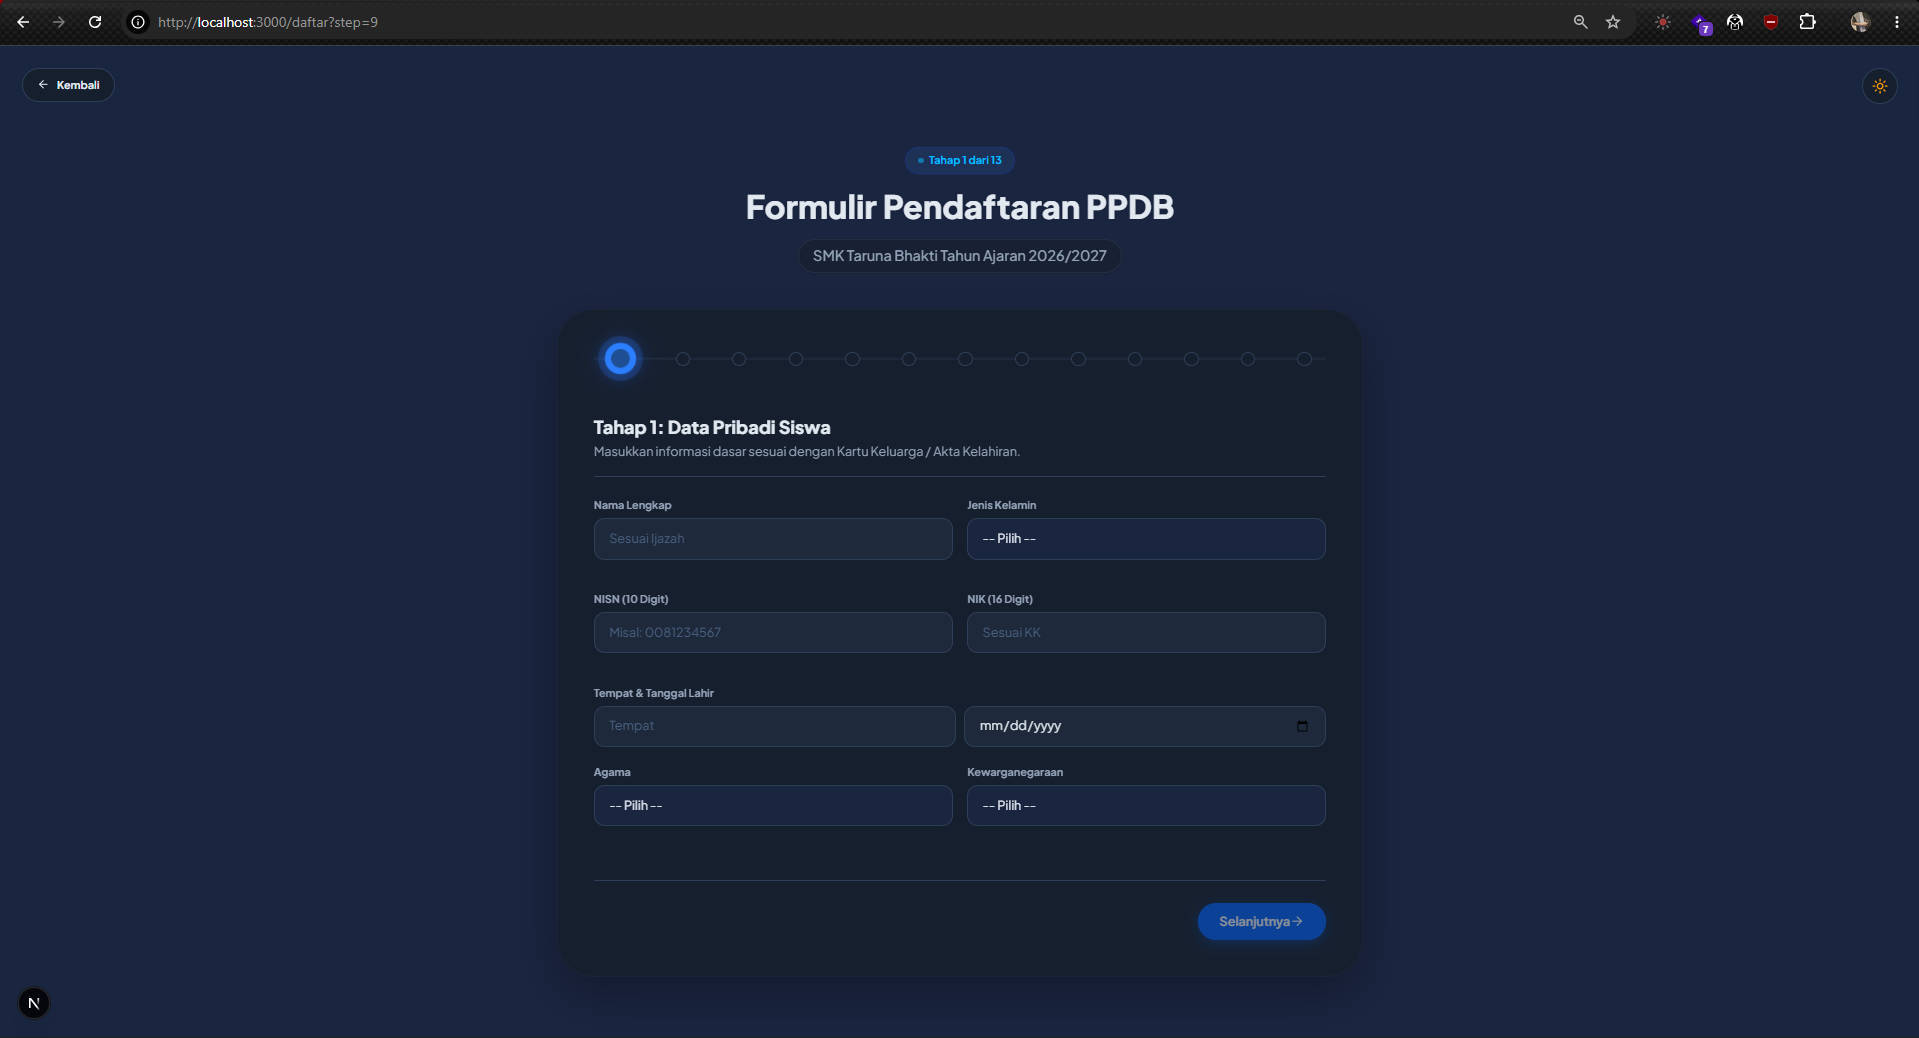 http://localhost:3000/daftar?step=9
7
Kembali
Tahap 1 dari 13
Formulir Pendaftaran PPDB
SMK Taruna Bhakti Tahun Ajaran 2026/2027
Tahap 1: Data Pribadi Siswa
Masukkan informasi dasar sesuai dengan Kartu Keluarga / Akta Kelahiran.
Nama Lengkap
Jenis Kelamin
Sesuai Ijazah
-- Pilih --
NISN (10 Digit)
NIK (16 Digit)
Misal: 0081234567
Sesuai KK
Tempat & Tanggal Lahir
Tempat
mm/dd/yyyy
Agama
Kewarganegaraan
-- Pilih --
-- Pilih --
Selanjutnya
N